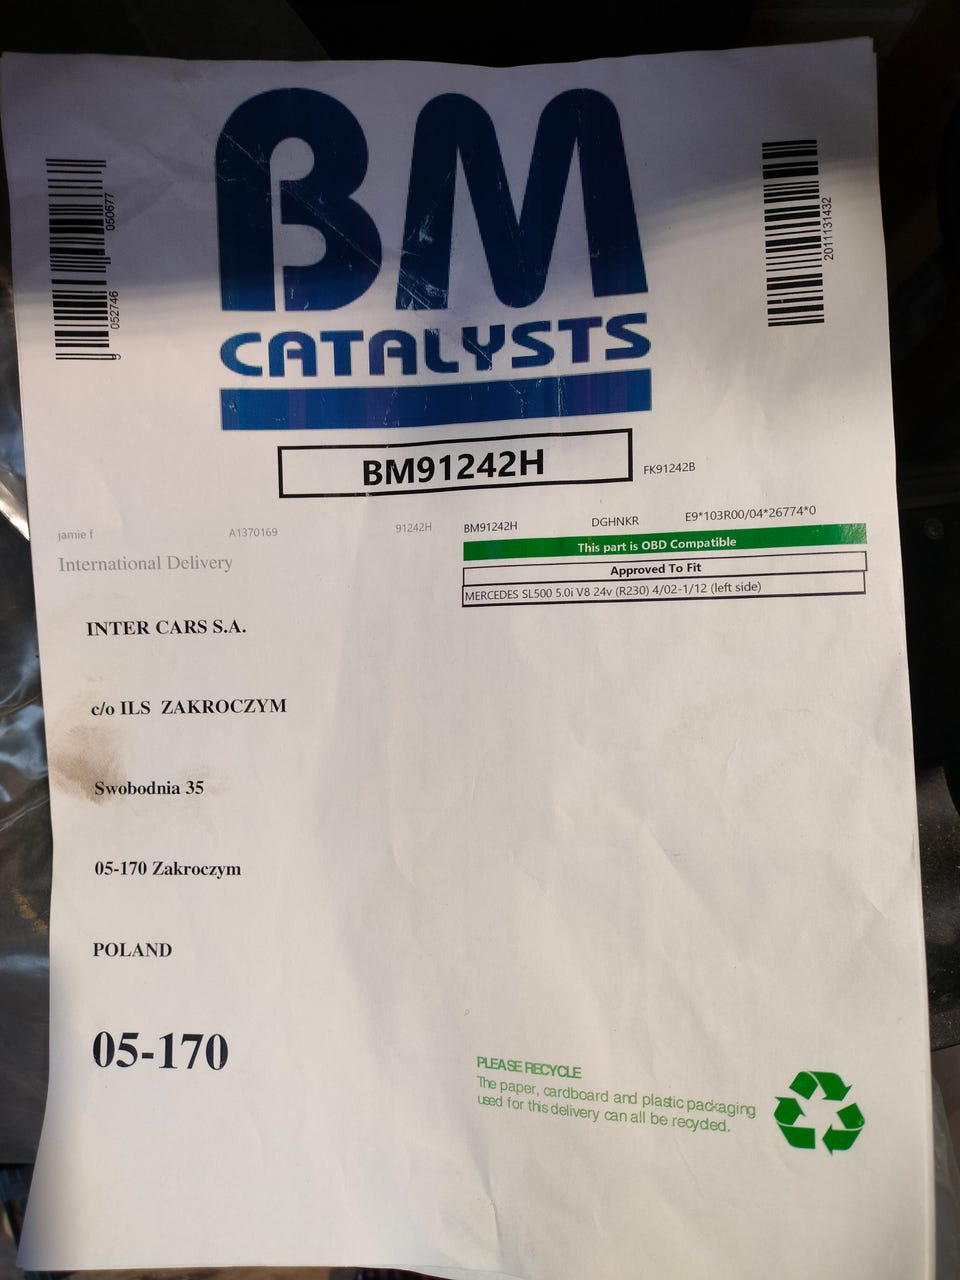 BM
CATALYSTS
5 052746 050677
2011131432
BM91242H
FK91242B
jamie f A1370169 91242H BM91242H DGHNKR E9*103R00/04*26774*0
This part is OBD Compatible
Approved To Fit
MERCEDES SL500 5.0i V8 24v (R230) 4/02-1/12 (left side)
International Delivery
INTER CARS S.A.
c/o ILS ZAKROCZYM
Swobodnia 35
05-170 Zakroczym
POLAND
05-170
PLEASE RECYCLE
The paper, cardboard and plastic packaging
used for this delivery can all be recycled.